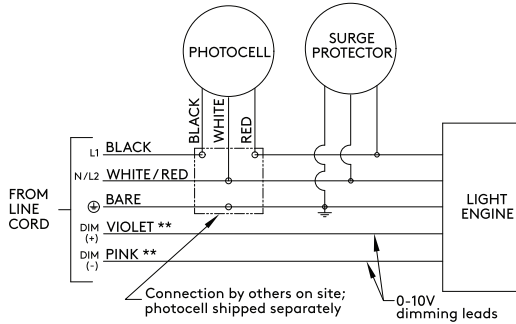 PHOTOCELL
SURGE
PROTECTOR
BLACK
WHITE
RED
L1 BLACK
N/L2 WHITE/RED
BARE
DIM
(+)
VIOLET **
DIM
(-)
PINK **
FROM
LINE
CORD
LIGHT
ENGINE
Connection by others on site;
photocell shipped separately
0-10V
dimming leads